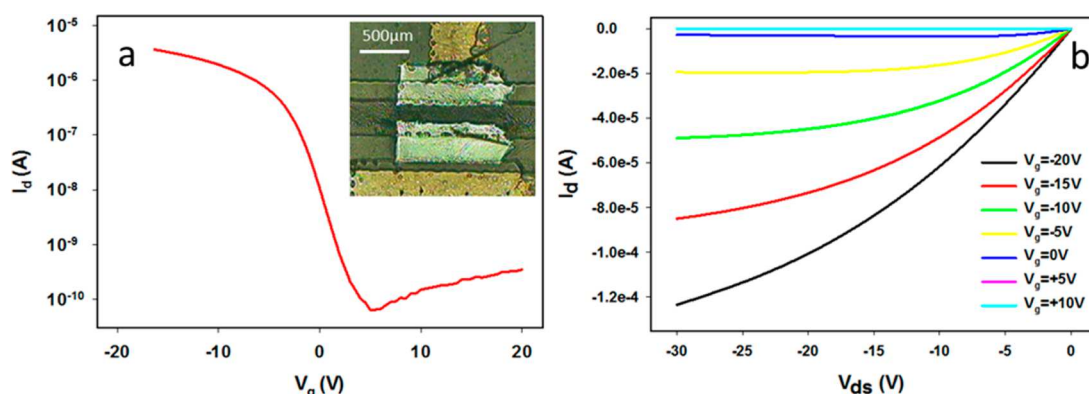 a
500µm
10⁻⁵
10⁻⁶
10⁻⁷
10⁻⁸
10⁻⁹
10⁻¹⁰
I_d (A)
-20 -10 0 10 20
V_g (V)
b
0.0
-2.0e-5
-4.0e-5
-6.0e-5
-8.0e-5
-1.0e-4
-1.2e-4
I_d (A)
V_g=-20V
V_g=-15V
V_g=-10V
V_g=-5V
V_g=0V
V_g=+5V
V_g=+10V
-30 -25 -20 -15 -10 -5 0
V_ds (V)